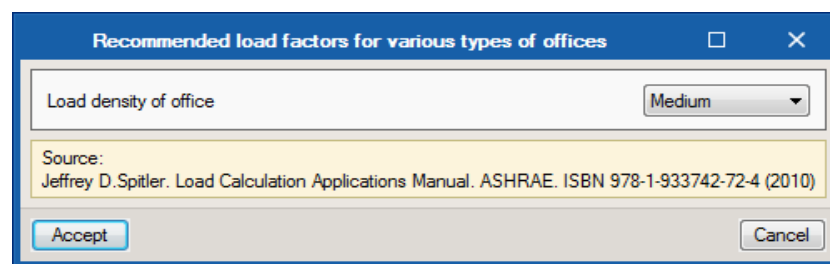 Recommended load factors for various types of offices
Load density of office
Medium
Source:
Jeffrey D.Spitler. Load Calculation Applications Manual. ASHRAE. ISBN 978-1-933742-72-4 (2010)
Accept
Cancel